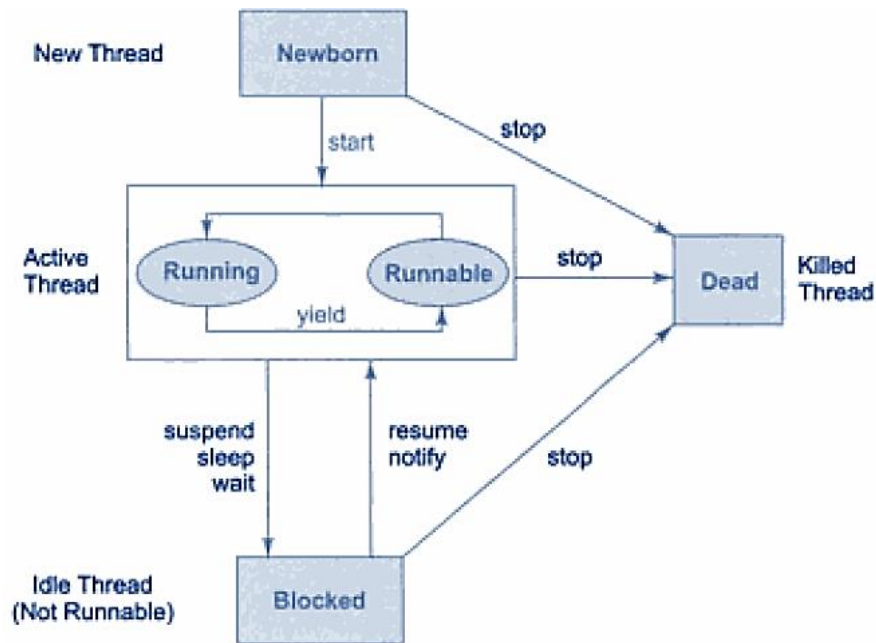 New Thread
Newborn
start
stop
Active
Thread
Running
Runnable
yield
stop
Dead
Killed
Thread
suspend
sleep
wait
resume
notify
stop
Idle Thread
(Not Runnable)
Blocked